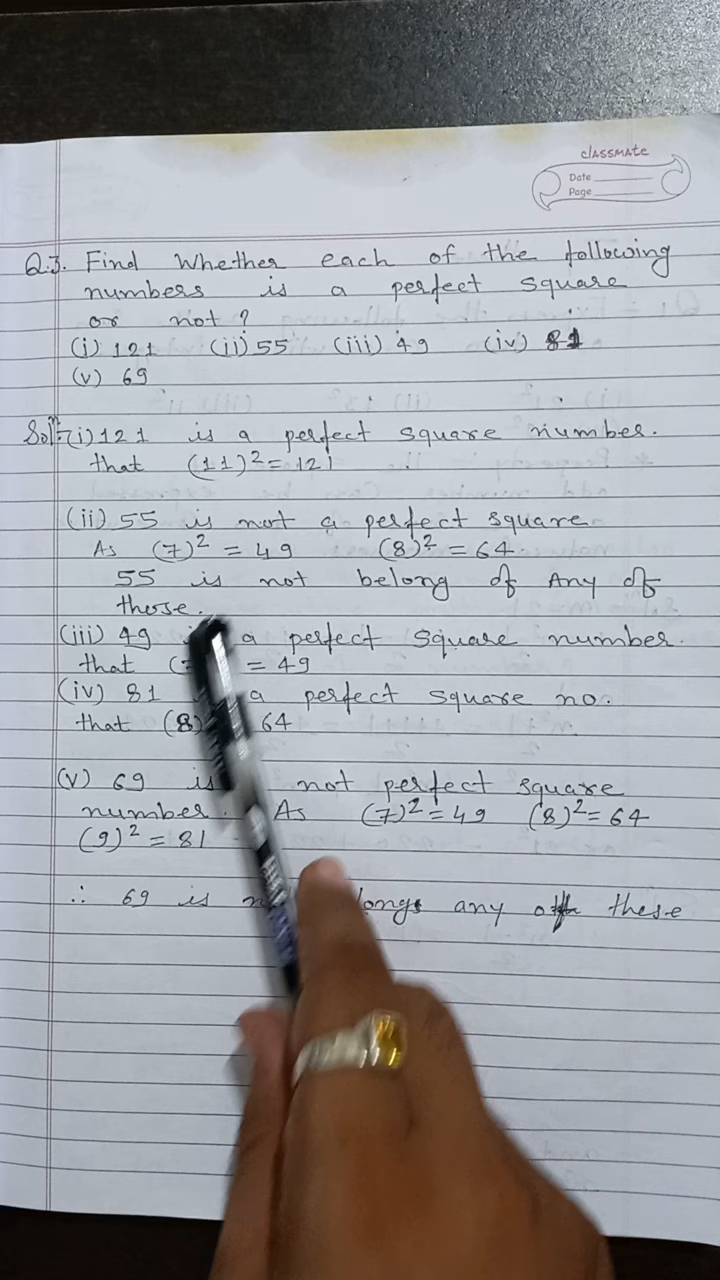 classmate
Date
Page
Q.3. Find Whether each of the following
numbers is a perfect square
or not?
(i) 121 (ii) 55 (iii) 49 (iv) 81
(v) 69
Sol:- (i) 121 is a perfect square number.
that (11)² = 121
(ii) 55 is not a perfect square
As (7)² = 49 (8)² = 64.
55 is not belong of Any of
these.
(iii) 49 a perfect square number.
that = 49
(iv) 81 a perfect square no.
that (8) 64
(v) 69 is not perfect square
number. As (7)² = 49 (8)² = 64
(9)² = 81
∴ 69 is any of these